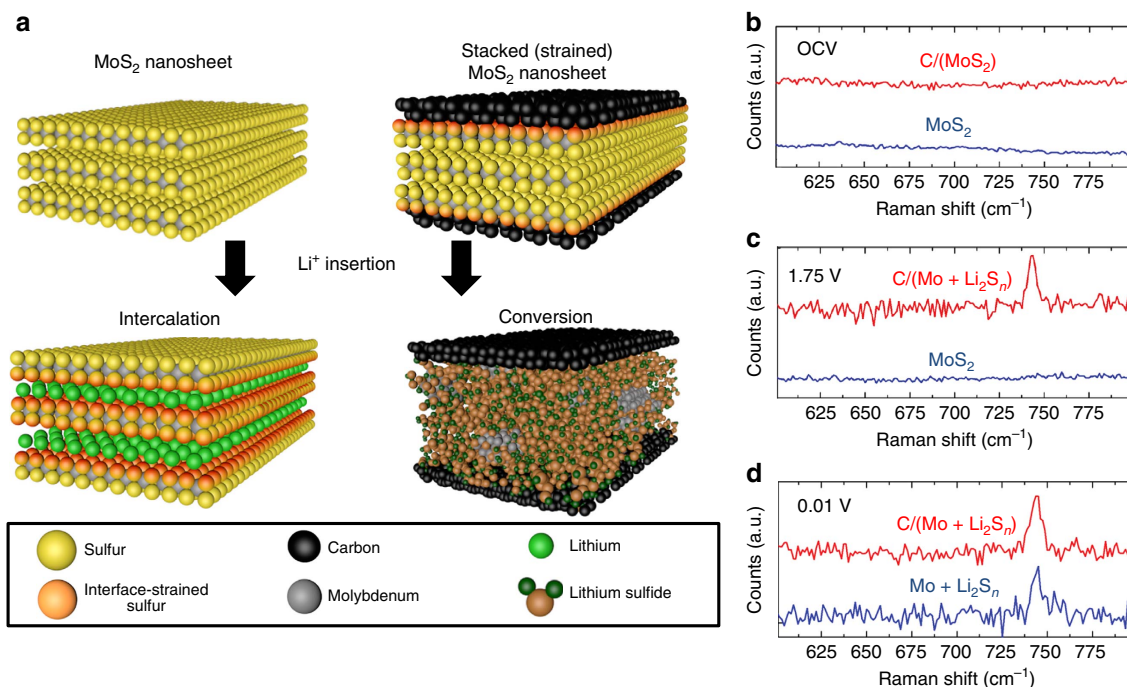 a
MoS₂ nanosheet
Stacked (strained)
MoS₂ nanosheet
Li⁺ insertion
Intercalation
Conversion
Sulfur
Carbon
Lithium
Interface-strained
sulfur
Molybdenum
Lithium sulfide
b
OCV
C/(MoS₂)
MoS₂
Counts (a.u.)
625 650 675 700 725 750 775
Raman shift (cm⁻¹)
c
1.75 V
C/(Mo + Li₂Sₙ)
MoS₂
Counts (a.u.)
625 650 675 700 725 750 775
Raman shift (cm⁻¹)
d
0.01 V
C/(Mo + Li₂Sₙ)
Mo + Li₂Sₙ
Counts (a.u.)
625 650 675 700 725 750 775
Raman shift (cm⁻¹)